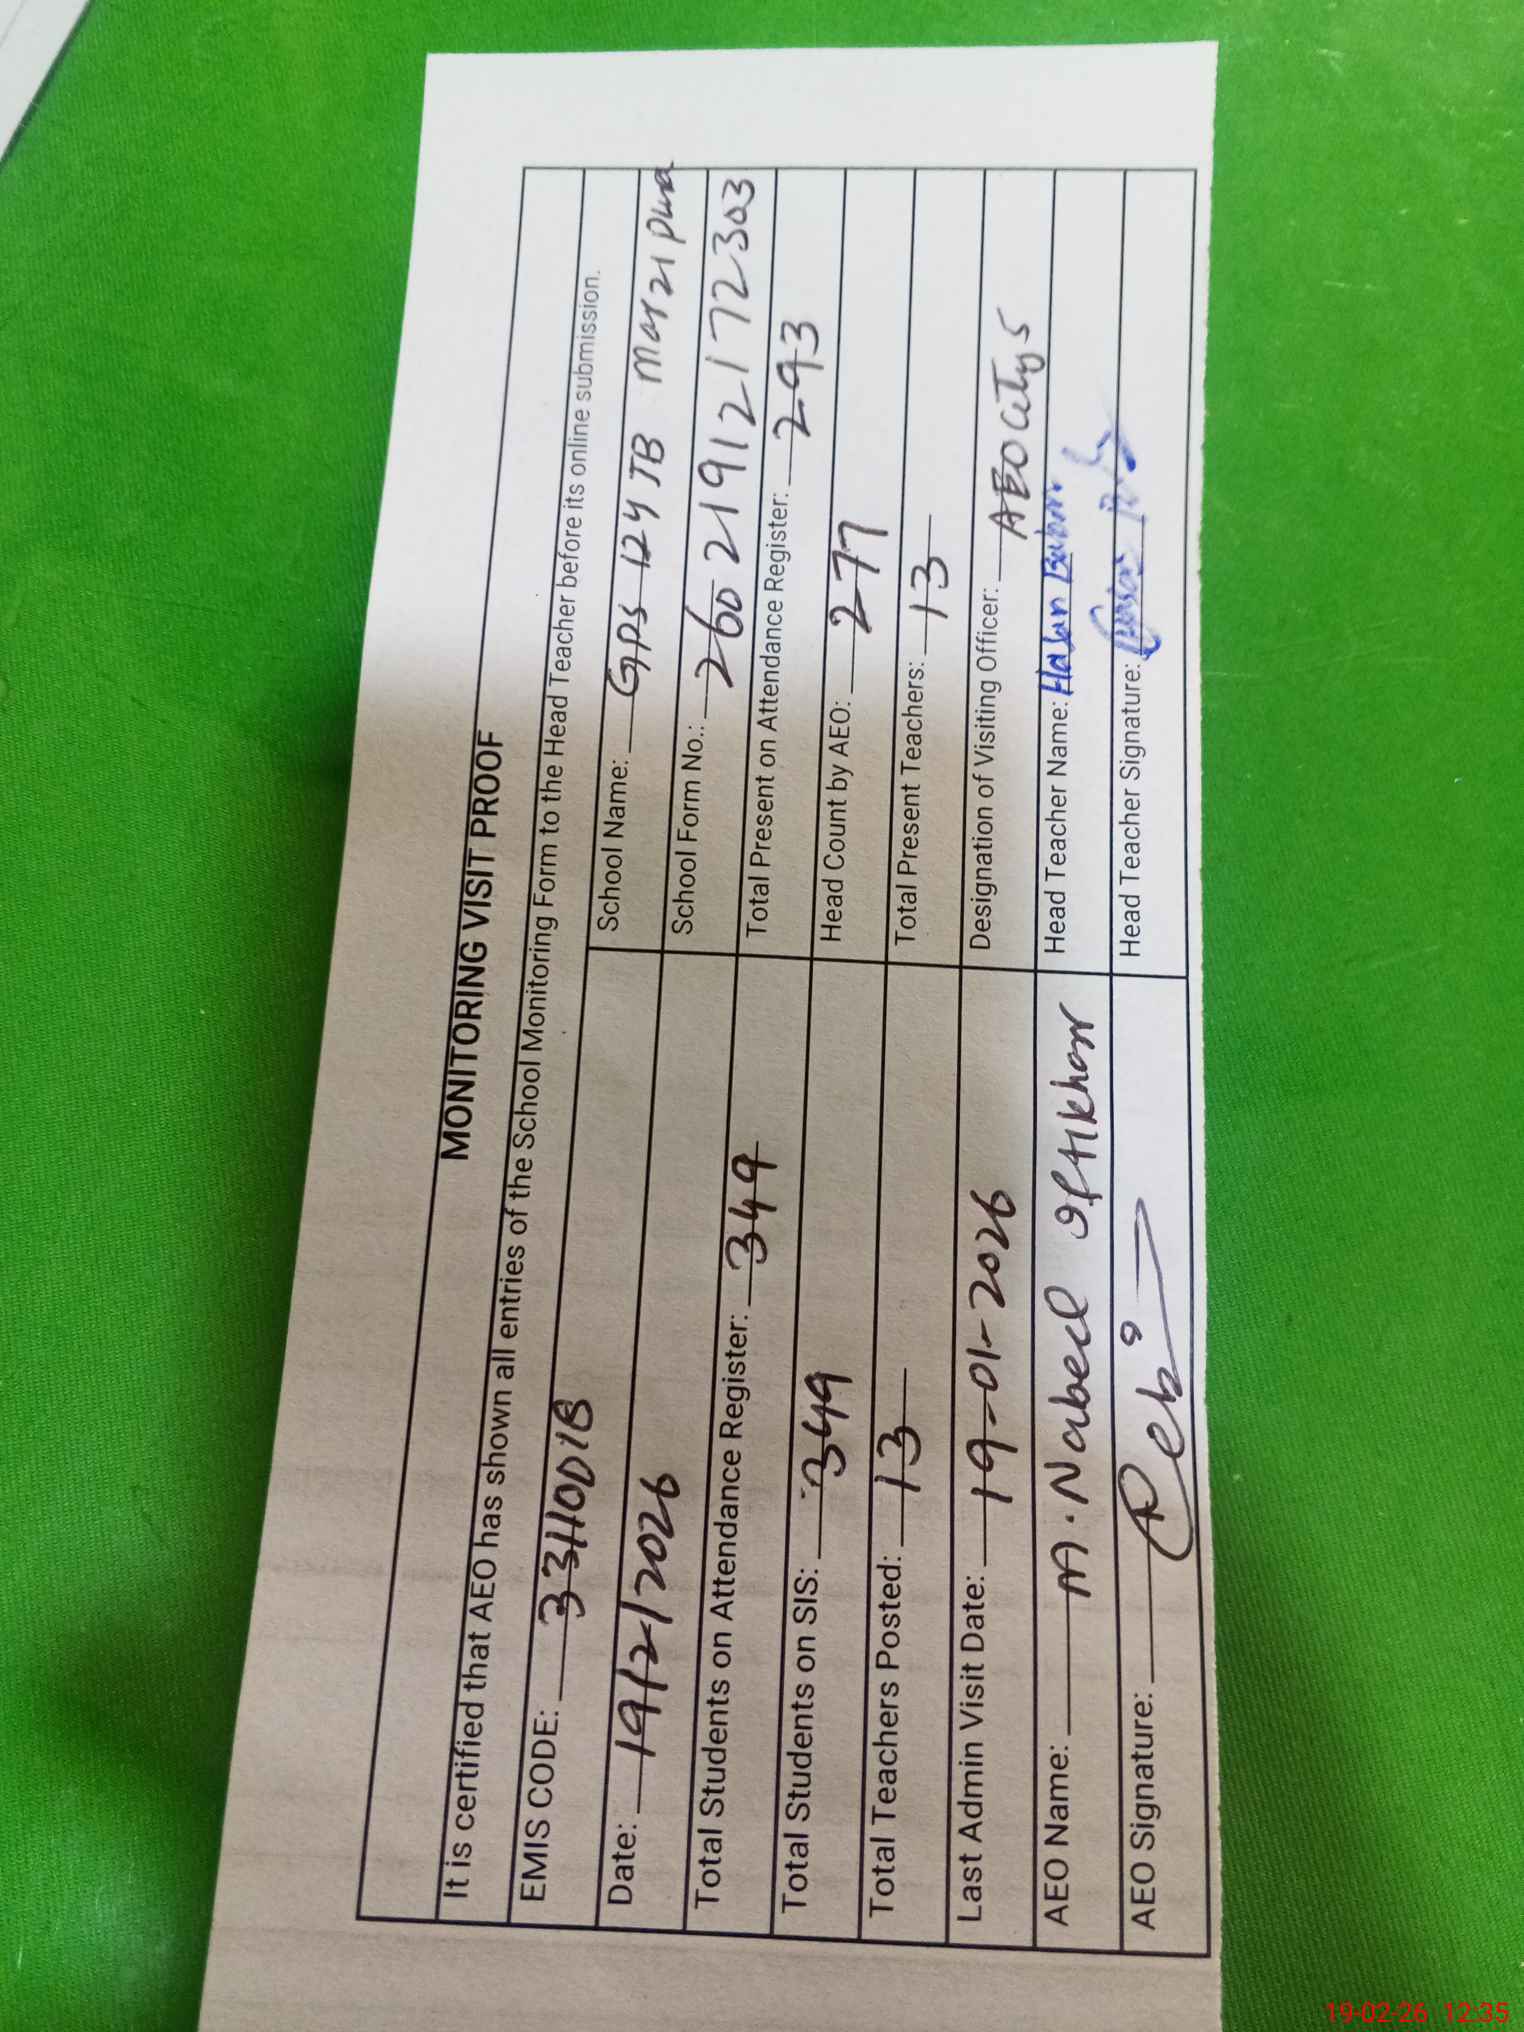 MONITORING VISIT PROOF
It is certified that AEO has shown all entries of the School Monitoring Form to the Head Teacher before its online submission.
EMIS CODE: 331100 1B
School Name: GPS 124 JB
Date: 19/2/2026
School Form No.: 26021912172303
Total Students on Attendance Register: 349
Total Present on Attendance Register: 293
Total Students on SIS: 349
Head Count by AEO: 277
Total Teachers Posted: 13
Total Present Teachers: 13
Last Admin Visit Date: 19-01-2026
Designation of Visiting Officer: AEO City 5
AEO Name: M. Nabeel Iftikhar
Head Teacher Name:
AEO Signature:
Head Teacher Signature:
19-02-26 12:35